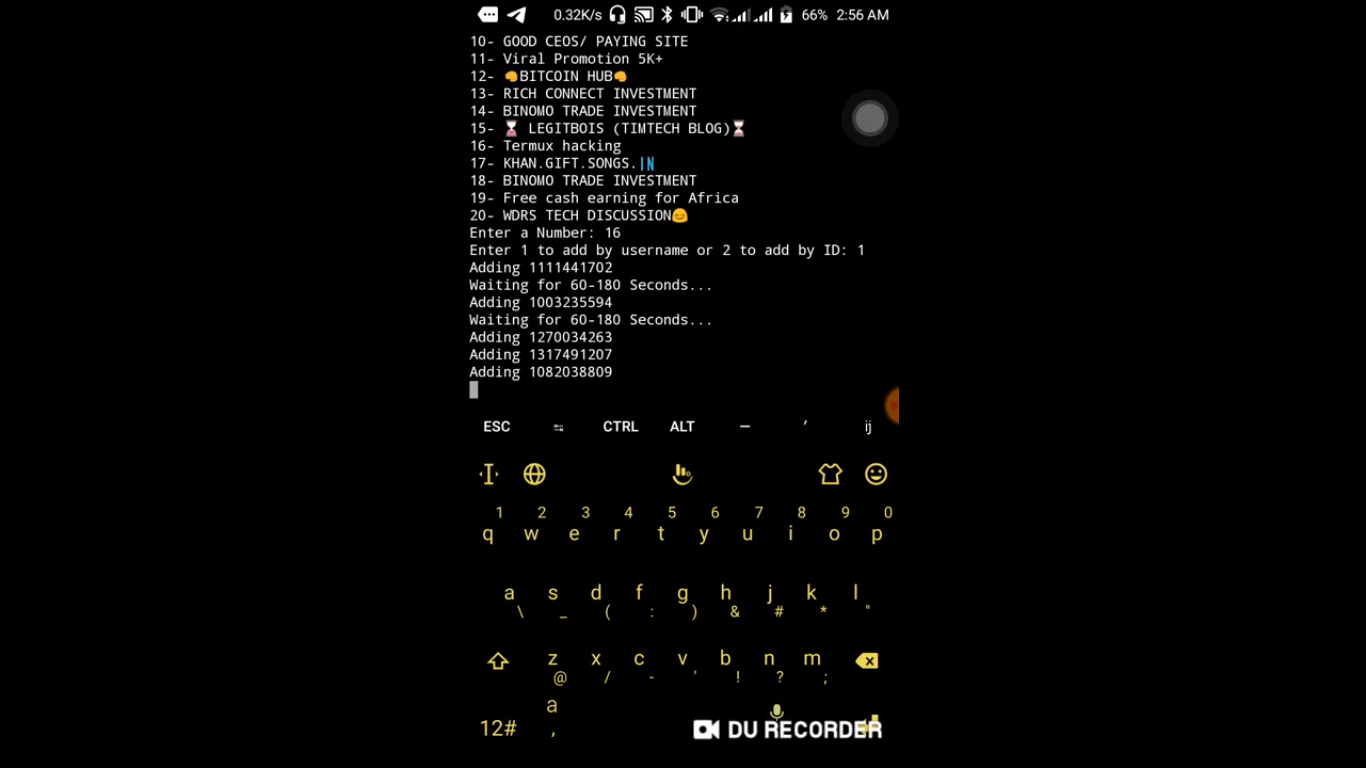 0.32K/s 66% 2:56 AM
10- GOOD CEOS/ PAYING SITE
11- Viral Promotion 5K+
12- 👊BITCOIN HUB👊
13- RICH CONNECT INVESTMENT
14- BINOMO TRADE INVESTMENT
15- ⏳ LEGITBOIS (TIMTECH BLOG)⏳
16- Termux hacking
17- KHAN.GIFT.SONGS.
18- BINOMO TRADE INVESTMENT
19- Free cash earning for Africa
20- WDRS TECH DISCUSSION😊
Enter a Number: 16
Enter 1 to add by username or 2 to add by ID: 1
Adding 1111441702
Waiting for 60-180 Seconds...
Adding 1003235594
Waiting for 60-180 Seconds...
Adding 1270034263
Adding 1317491207
Adding 1082038809
ESC CTRL ALT — ′ ij
1 2 3 4 5 6 7 8 9 0
q w e r t y u i o p
a s d f g h j k l
\ _ ( : ) & # * "
z x c v b n m
@ / - ' ! ? ;
a
12# , DU RECORDER